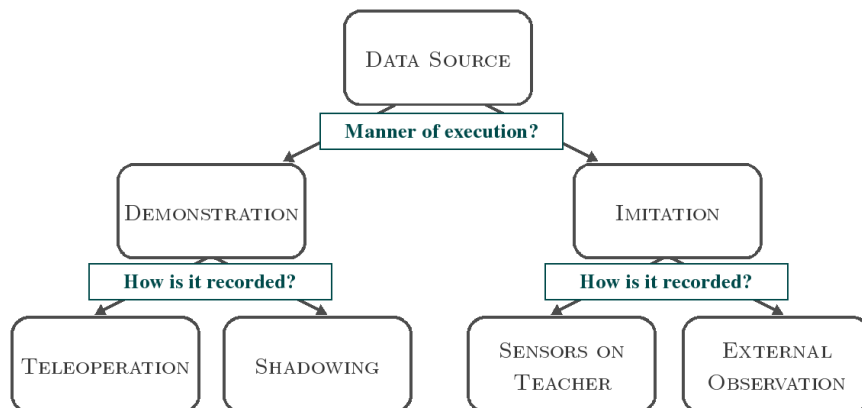 DATA SOURCE
Manner of execution?
DEMONSTRATION
IMITATION
How is it recorded?
How is it recorded?
TELEOPERATION
SHADOWING
SENSORS ON
TEACHER
EXTERNAL
OBSERVATION